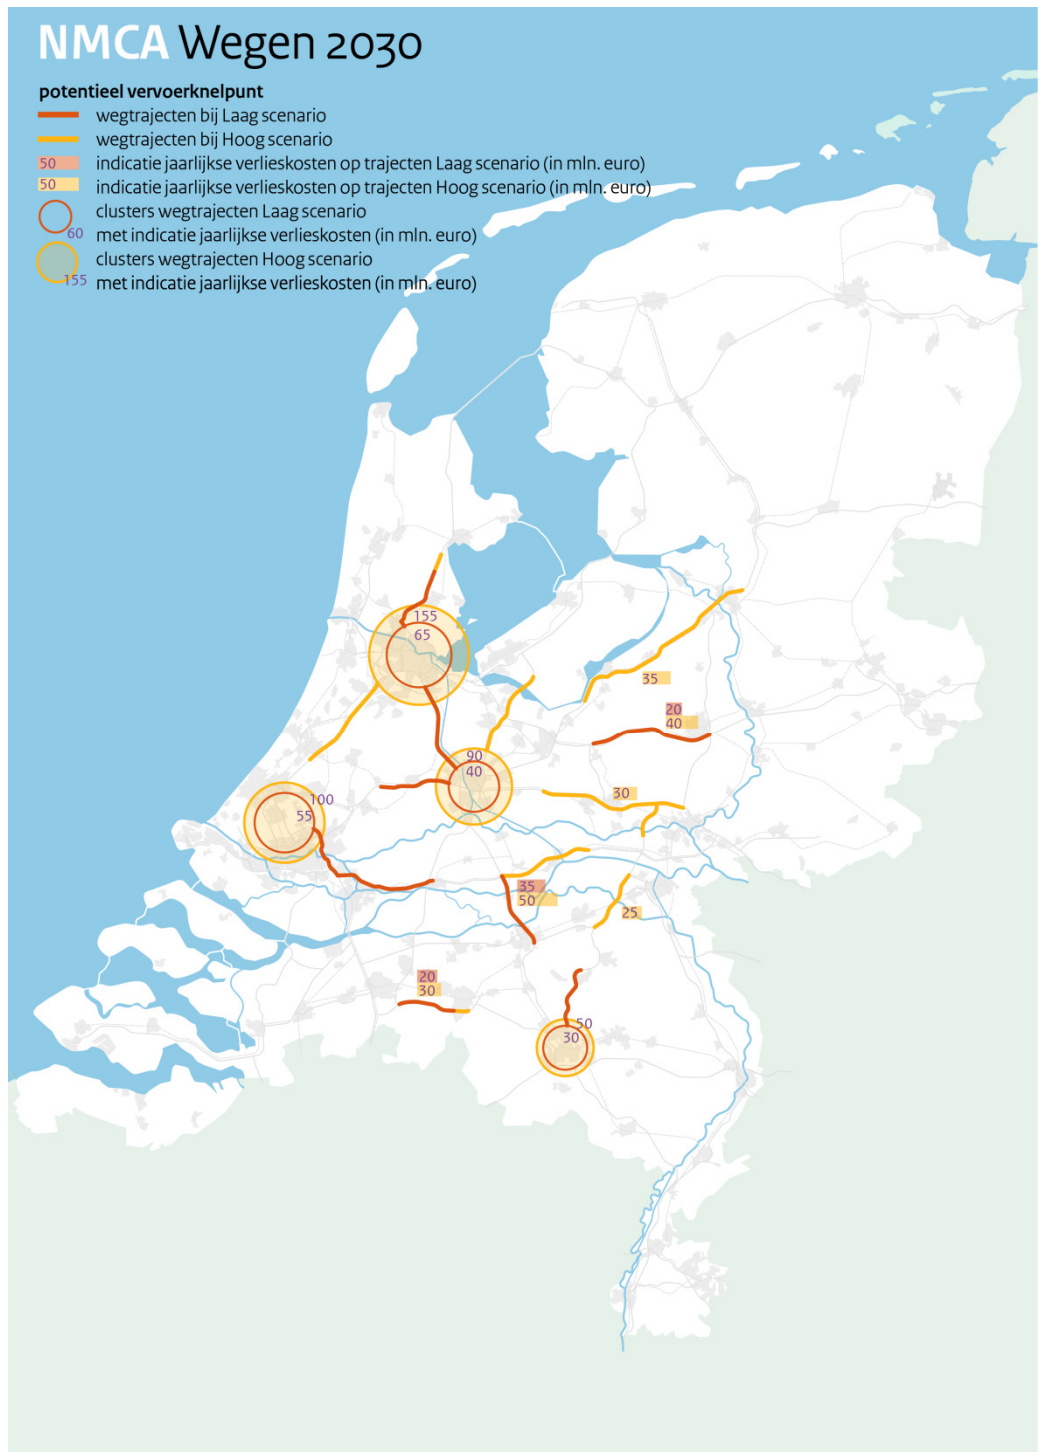 NMCA Wegen 2030
potentieel vervoerknelpunt
wegtrajecten bij Laag scenario
wegtrajecten bij Hoog scenario
50 indicatie jaarlijkse verlieskosten op trajecten Laag scenario (in mln. euro)
50 indicatie jaarlijkse verlieskosten op trajecten Hoog scenario (in mln. euro)
clusters wegtrajecten Laag scenario
60 met indicatie jaarlijkse verlieskosten (in mln. euro)
clusters wegtrajecten Hoog scenario
155 met indicatie jaarlijkse verlieskosten (in mln. euro)
155
65
35
20
40
90
40
30
100
55
35
50
25
20
30
50
30